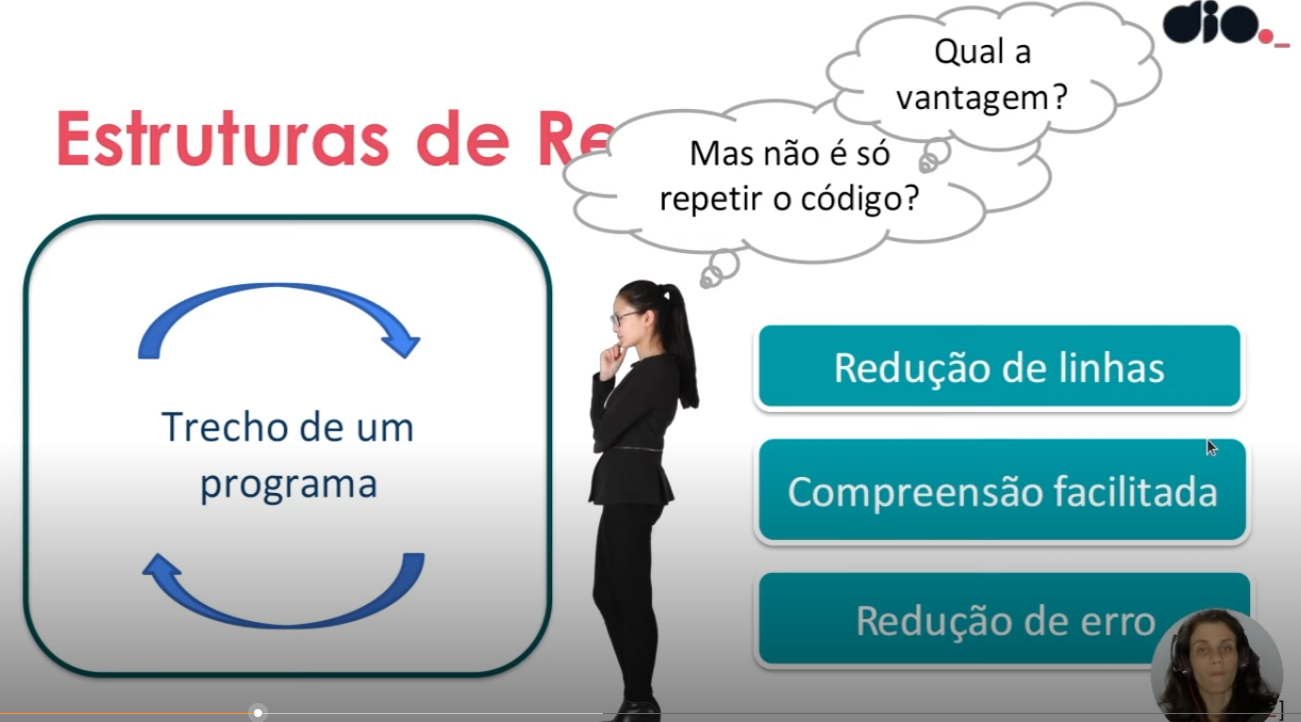 dio._
Qual a
vantagem?
Estruturas de Re
Mas não é só
repetir o código?
Trecho de um
programa
Redução de linhas
Compreensão facilitada
Redução de erro
]